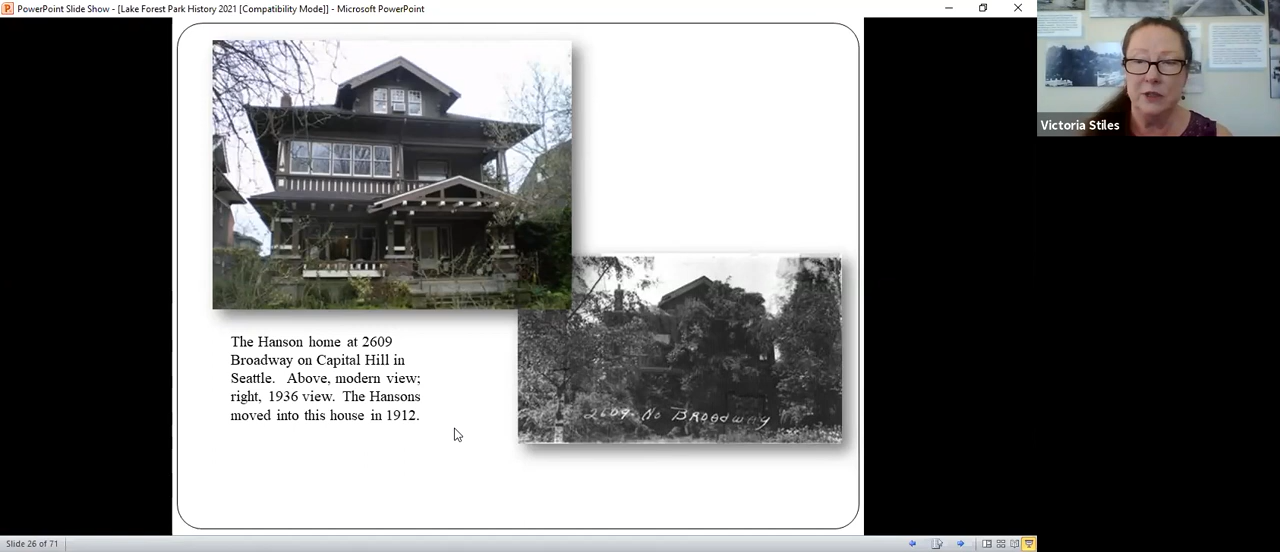 PowerPoint Slide Show - [Lake Forest Park History 2021 [Compatibility Mode]] - Microsoft PowerPoint
Victoria Stiles
The Hanson home at 2609
Broadway on Capital Hill in
Seattle. Above, modern view;
right, 1936 view. The Hansons
moved into this house in 1912.
2609 No Broadway
Slide 26 of 71